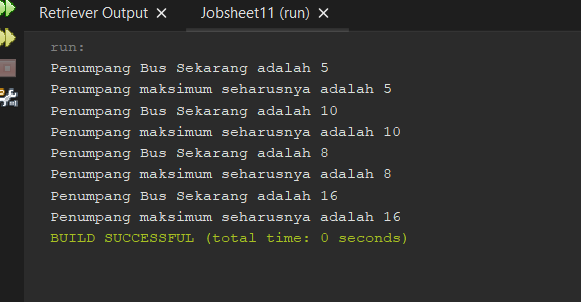 Retriever Output × Jobsheet11 (run) ×
run:
Penumpang Bus Sekarang adalah 5
Penumpang maksimum seharusnya adalah 5
Penumpang Bus Sekarang adalah 10
Penumpang maksimum seharusnya adalah 10
Penumpang Bus Sekarang adalah 8
Penumpang maksimum seharusnya adalah 8
Penumpang Bus Sekarang adalah 16
Penumpang maksimum seharusnya adalah 16
BUILD SUCCESSFUL (total time: 0 seconds)